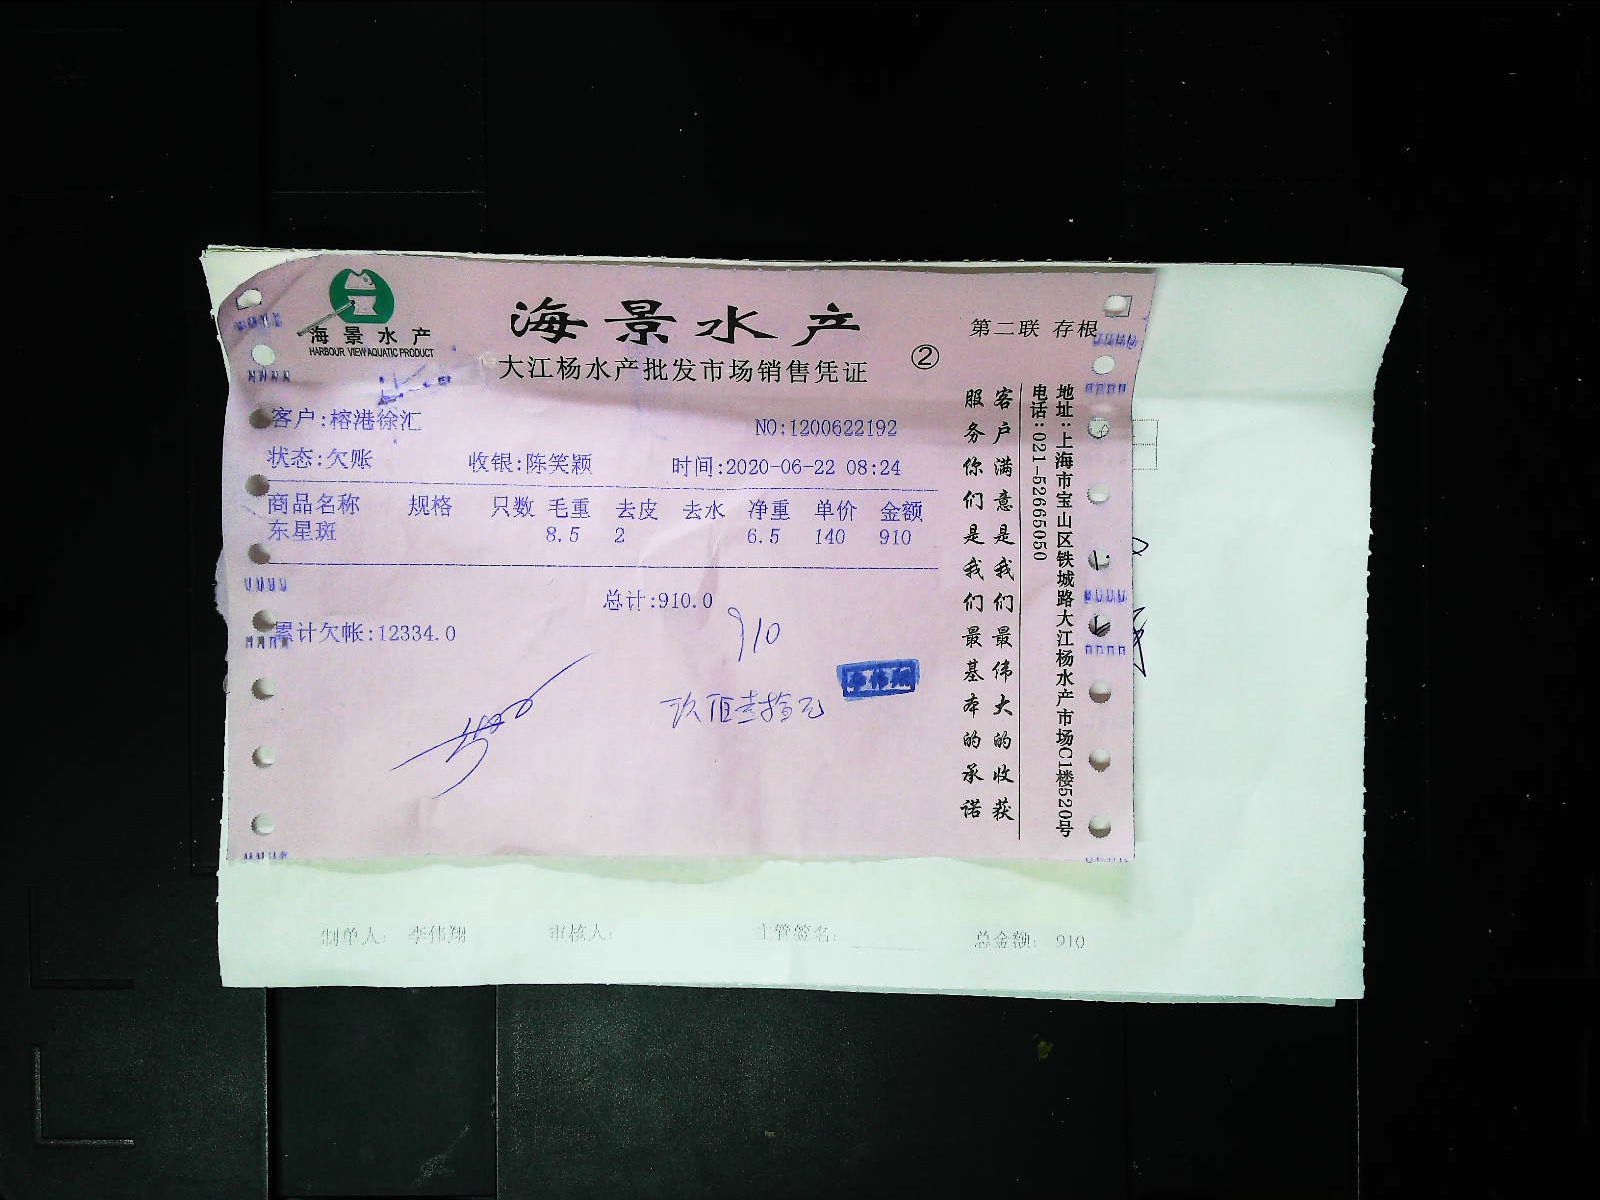 海景水产
HARBOUR VIEW AQUATIC PRODUCT
海景水产
大江杨水产批发市场销售凭证
②
第二联 存根
客户:榕港徐汇
NO:1200622192
状态:欠账 收银:陈笑颖 时间:2020-06-22 08:24
商品名称 规格 只数 毛重 去皮 去水 净重 单价 金额
东星斑 8.5 2 6.5 140 910
总计:910.0
累计欠帐:12334.0
910
玖佰壹拾元
李伟翔
地址:上海市宝山区铁城路大江杨水产市场C1楼520号
电话:021-52665050
客户满意是我们最伟大的收获
服务你们是我们最基本的承诺
制单人: 李伟翔 审核人: 主管签名: 总金额: 910